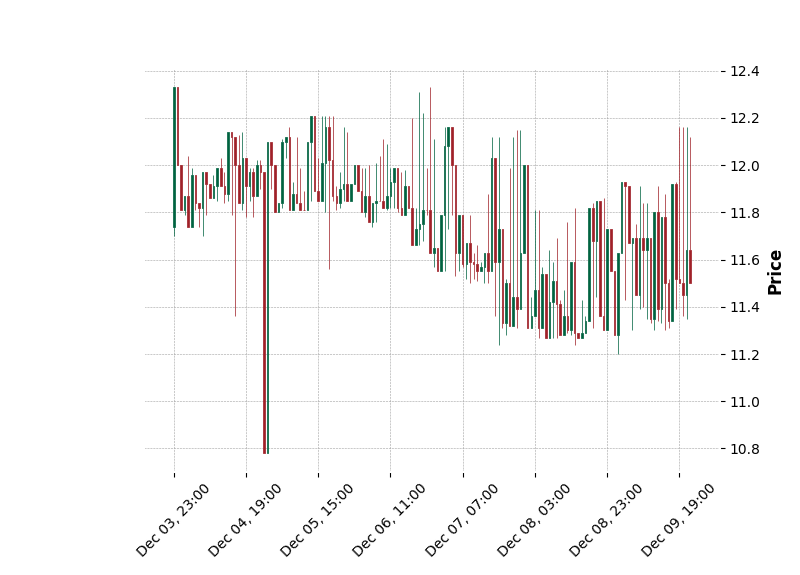 12.4
12.2
12.0
11.8
11.6
11.4
11.2
11.0
10.8
Price
Dec 03, 23:00
Dec 04, 19:00
Dec 05, 15:00
Dec 06, 11:00
Dec 07, 07:00
Dec 08, 03:00
Dec 08, 23:00
Dec 09, 19:00